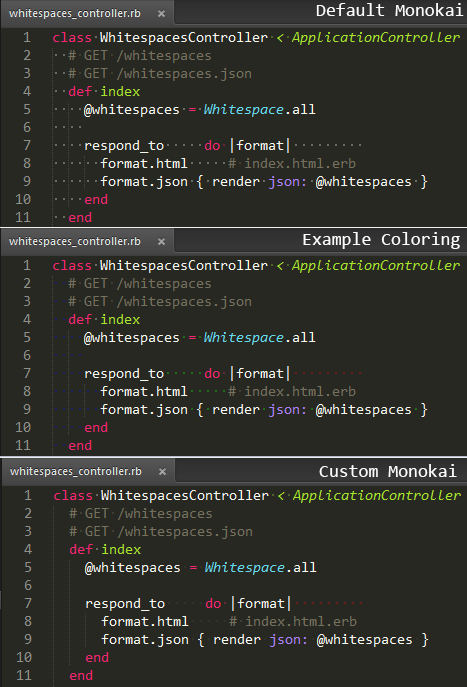 whitespaces_controller.rb × Default Monokai
1 class WhitespacesController < ApplicationController
2 # GET /whitespaces
3 # GET /whitespaces.json
4 def index
5 @whitespaces = Whitespace.all
6
7 respond_to do |format|
8 format.html # index.html.erb
9 format.json { render json: @whitespaces }
10 end
11 end
whitespaces_controller.rb × Example Coloring
1 class WhitespacesController < ApplicationController
2 # GET /whitespaces
3 # GET /whitespaces.json
4 def index
5 @whitespaces = Whitespace.all
6
7 respond_to do |format|
8 format.html # index.html.erb
9 format.json { render json: @whitespaces }
10 end
11 end
whitespaces_controller.rb × Custom Monokai
1 class WhitespacesController < ApplicationController
2 # GET /whitespaces
3 # GET /whitespaces.json
4 def index
5 @whitespaces = Whitespace.all
6
7 respond_to do |format|
8 format.html # index.html.erb
9 format.json { render json: @whitespaces }
10 end
11 end